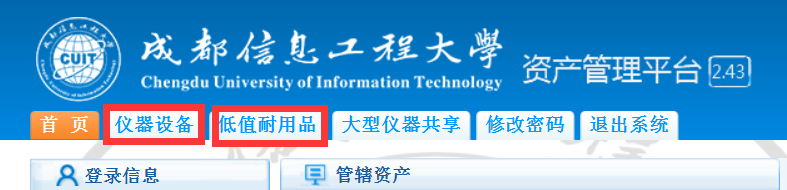 CUIT
成都信息工程大學
Chengdu University of Information Technology
资产管理平台 2.43
首 页 仪器设备 低值耐用品 大型仪器共享 修改密码 退出系统
登录信息 管辖资产